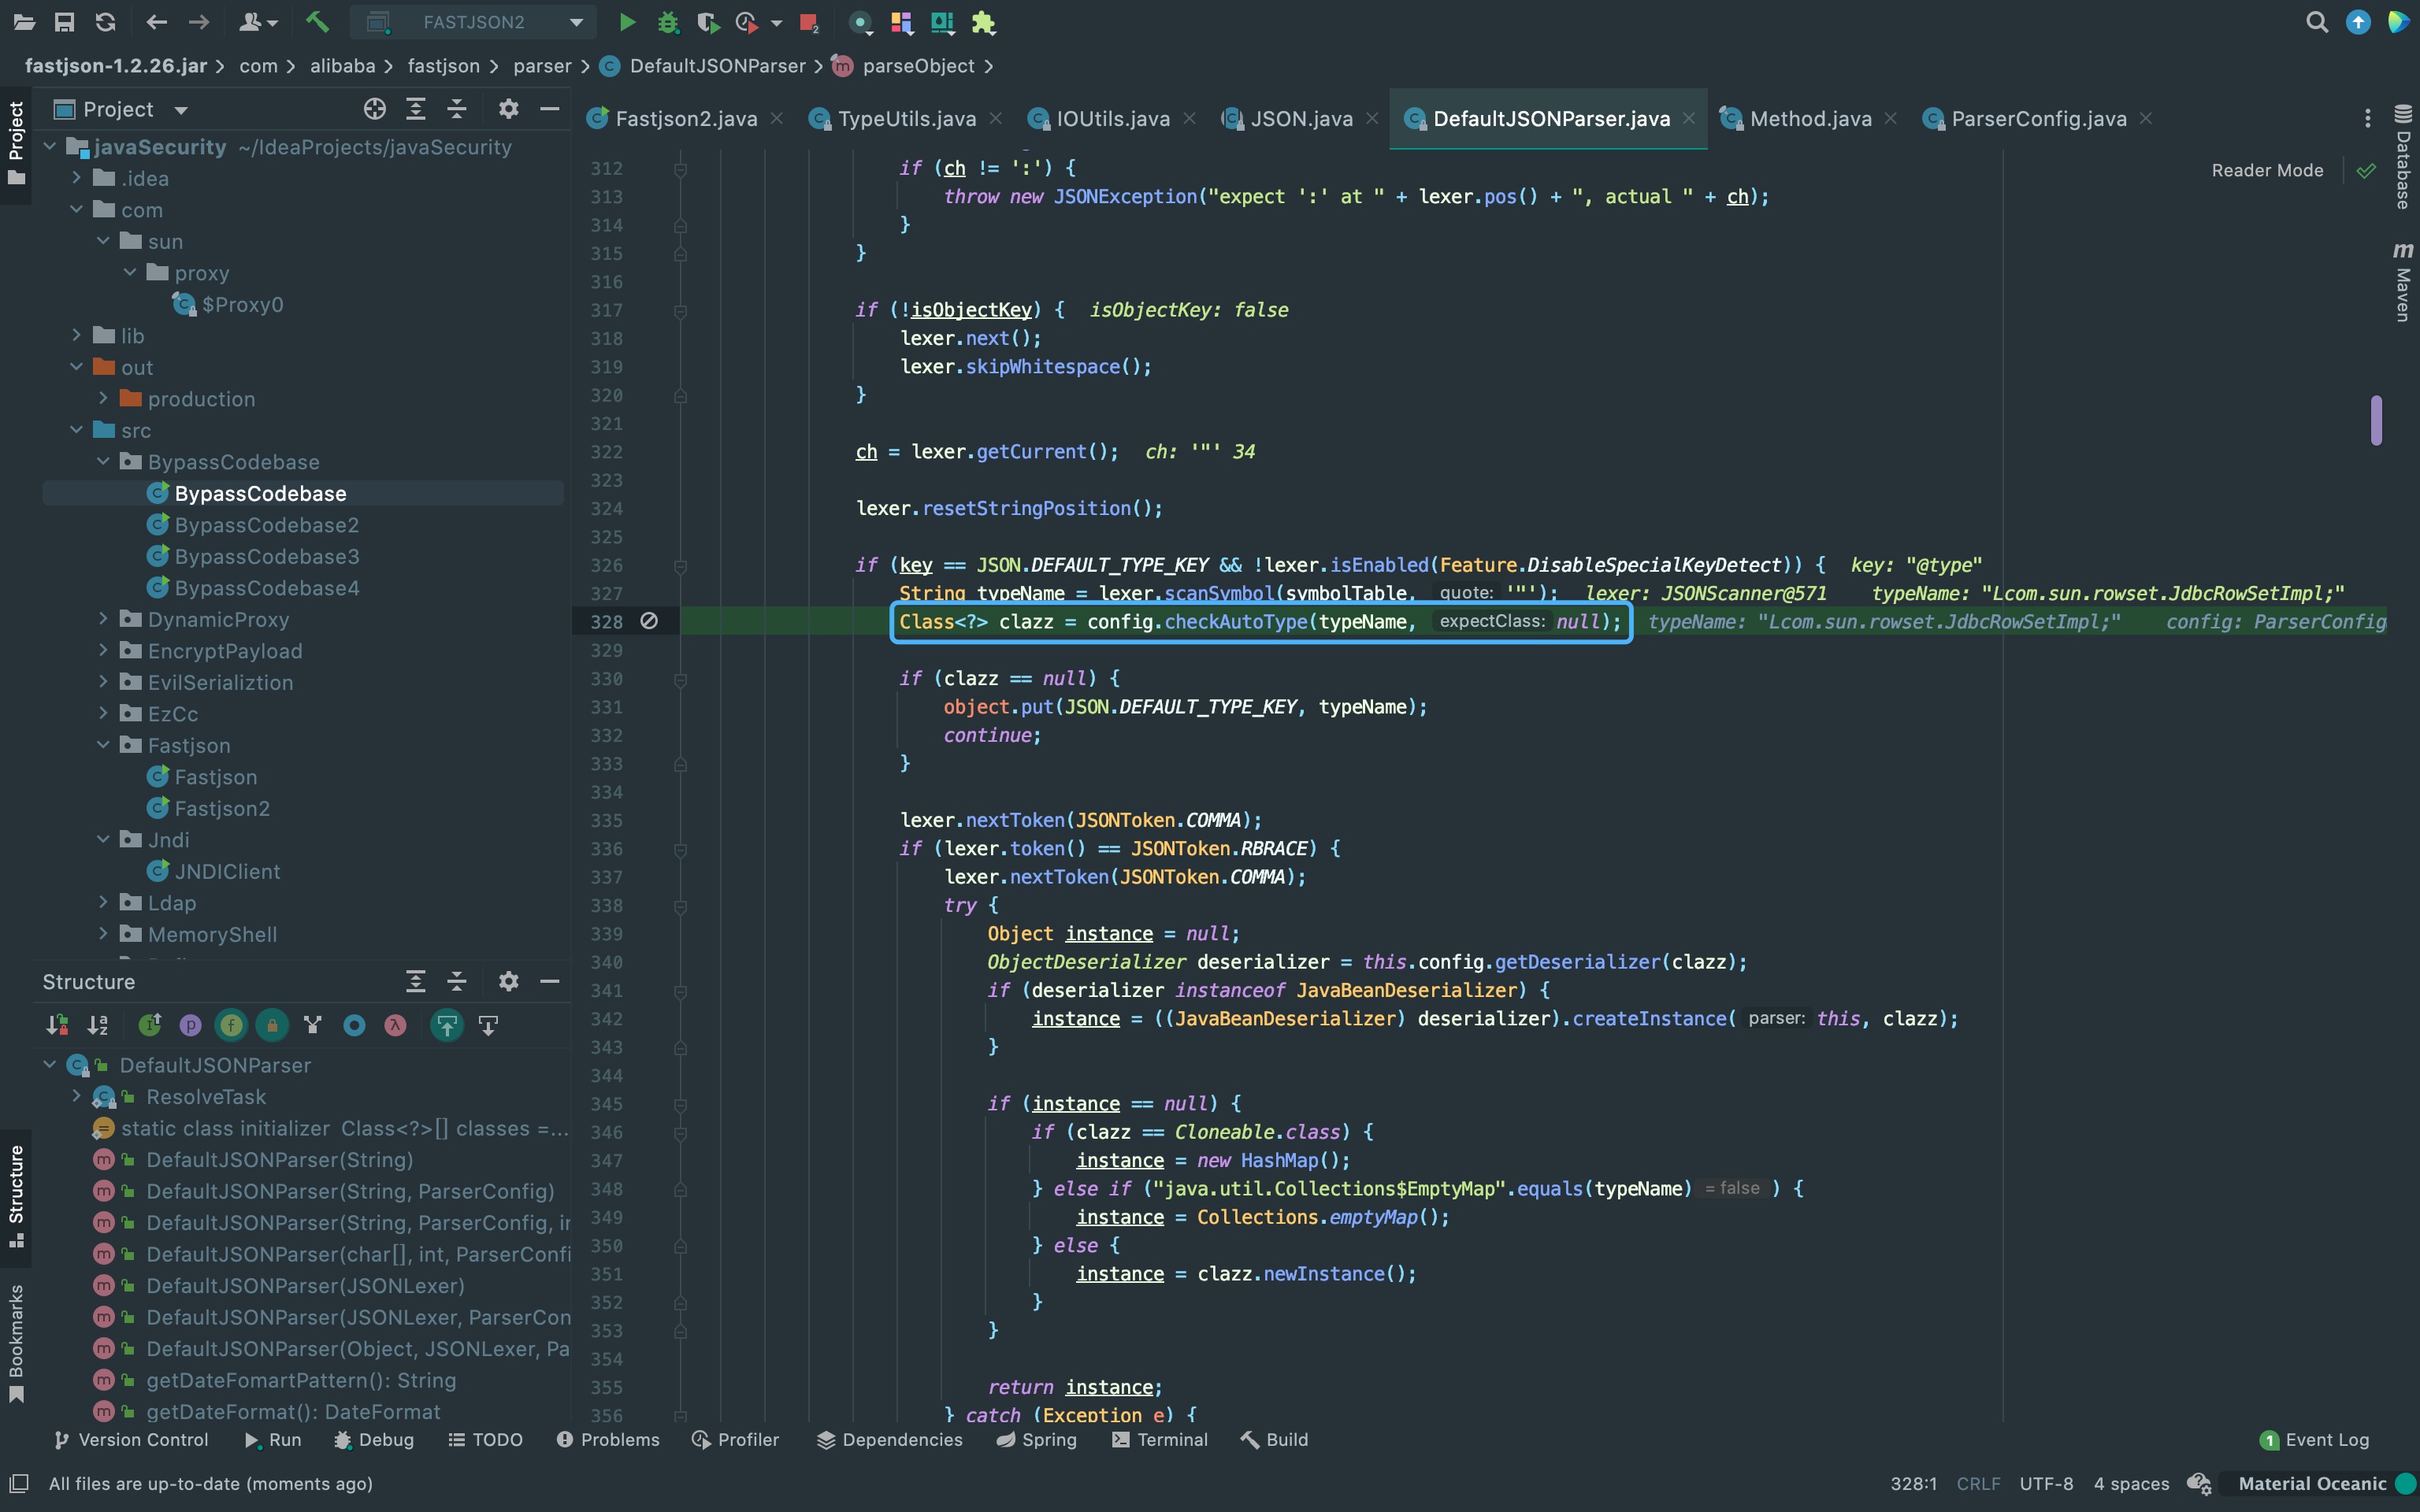 FASTJSON2
2
fastjson-1.2.26.jar com alibaba fastjson parser DefaultJSONParser parseObject
Project
Fastjson2.java TypeUtils.java IOUtils.java JSON.java DefaultJSONParser.java Method.java ParserConfig.java
Reader Mode
Project
Structure
Bookmarks
Database
Maven
javaSecurity ~/IdeaProjects/javaSecurity
.idea
com
sun
proxy
$Proxy0
lib
out
production
src
BypassCodebase
BypassCodebase
BypassCodebase2
BypassCodebase3
BypassCodebase4
DynamicProxy
EncryptPayload
EvilSerializtion
EzCc
Fastjson
Fastjson
Fastjson2
Jndi
JNDIClient
Ldap
MemoryShell
Structure
DefaultJSONParser
ResolveTask
static class initializer Class<?>[] classes =...
DefaultJSONParser(String)
DefaultJSONParser(String, ParserConfig)
DefaultJSONParser(String, ParserConfig, in
DefaultJSONParser(char[], int, ParserConfi
DefaultJSONParser(JSONLexer)
DefaultJSONParser(JSONLexer, ParserCon
DefaultJSONParser(Object, JSONLexer, Pa
getDateFomartPattern(): String
getDateFormat(): DateFormat
312 if (ch != ':') {
313 throw new JSONException("expect ':' at " + lexer.pos() + ", actual " + ch);
314 }
315 }
316
317 if (!isObjectKey) { isObjectKey: false
318 lexer.next();
319 lexer.skipWhitespace();
320 }
321
322 ch = lexer.getCurrent(); ch: '"' 34
323
324 lexer.resetStringPosition();
325
326 if (key == JSON.DEFAULT_TYPE_KEY && !lexer.isEnabled(Feature.DisableSpecialKeyDetect)) { key: "@type"
327 String typeName = lexer.scanSymbol(symbolTable, quote: '"'); lexer: JSONScanner@571 typeName: "Lcom.sun.rowset.JdbcRowSetImpl;"
328 Class<?> clazz = config.checkAutoType(typeName, expectClass: null); typeName: "Lcom.sun.rowset.JdbcRowSetImpl;" config: ParserConfig
329
330 if (clazz == null) {
331 object.put(JSON.DEFAULT_TYPE_KEY, typeName);
332 continue;
333 }
334
335 lexer.nextToken(JSONToken.COMMA);
336 if (lexer.token() == JSONToken.RBRACE) {
337 lexer.nextToken(JSONToken.COMMA);
338 try {
339 Object instance = null;
340 ObjectDeserializer deserializer = this.config.getDeserializer(clazz);
341 if (deserializer instanceof JavaBeanDeserializer) {
342 instance = ((JavaBeanDeserializer) deserializer).createInstance( parser: this, clazz);
343 }
344
345 if (instance == null) {
346 if (clazz == Cloneable.class) {
347 instance = new HashMap();
348 } else if ("java.util.Collections$EmptyMap".equals(typeName) = false ) {
349 instance = Collections.emptyMap();
350 } else {
351 instance = clazz.newInstance();
352 }
353 }
354
355 return instance;
356 } catch (Exception e) {
Version Control Run Debug TODO Problems Profiler Dependencies Spring Terminal Build 1 Event Log
All files are up-to-date (moments ago) 328:1 CRLF UTF-8 4 spaces Material Oceanic